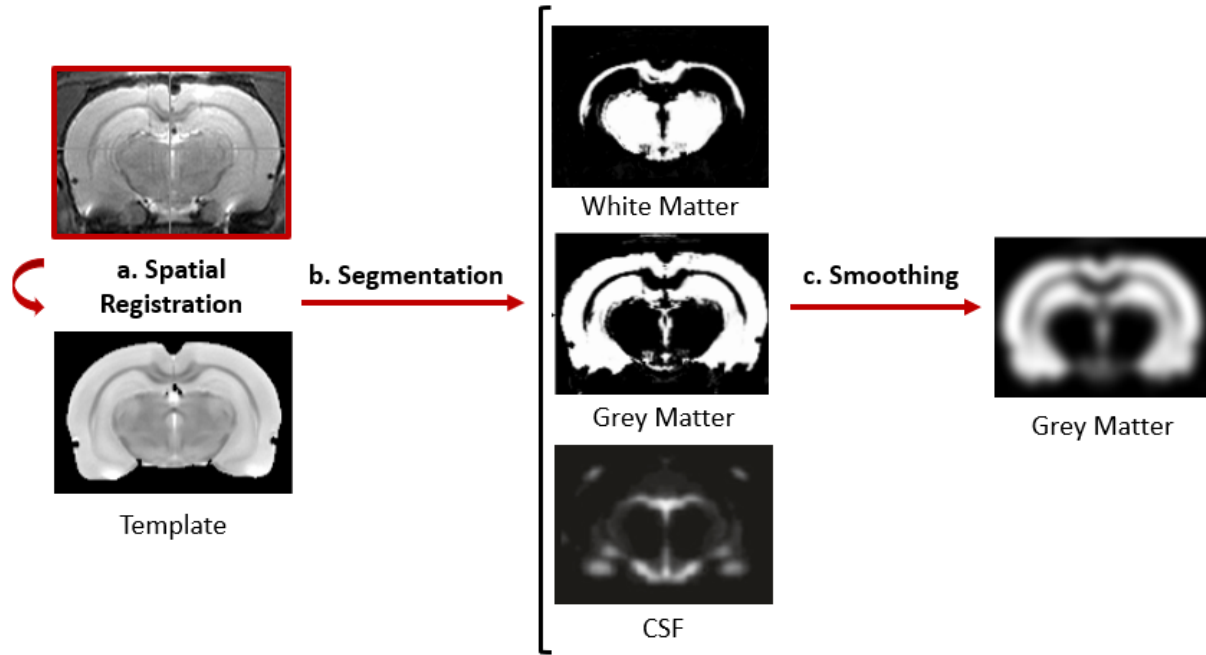 a. Spatial
Registration
Template
b. Segmentation
White Matter
Grey Matter
CSF
c. Smoothing
Grey Matter